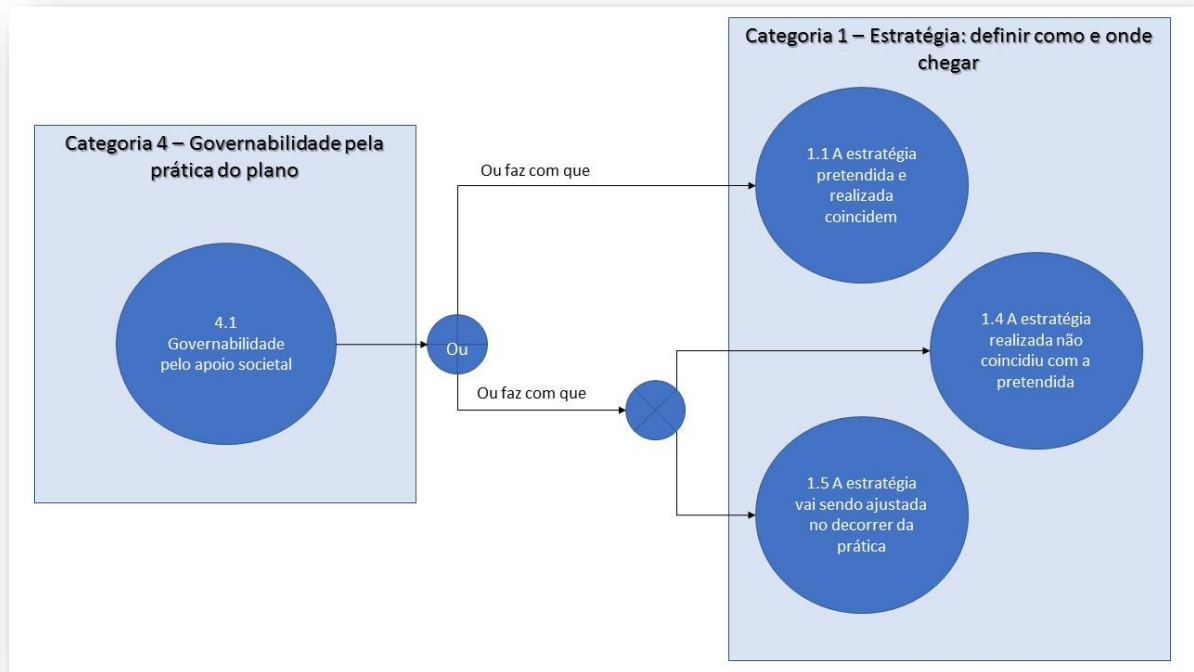 Categoria 1 – Estratégia: definir como e onde
chegar
Categoria 4 – Governabilidade pela
prática do plano
Ou faz com que
1.1 A estratégia
pretendida e
realizada
coincidem
4.1
Governabilidade
pelo apoio societal
Ou
1.4 A estratégia
realizada não
coincidiu com a
pretendida
Ou faz com que
1.5 A estratégia
vai sendo ajustada
no decorrer da
prática